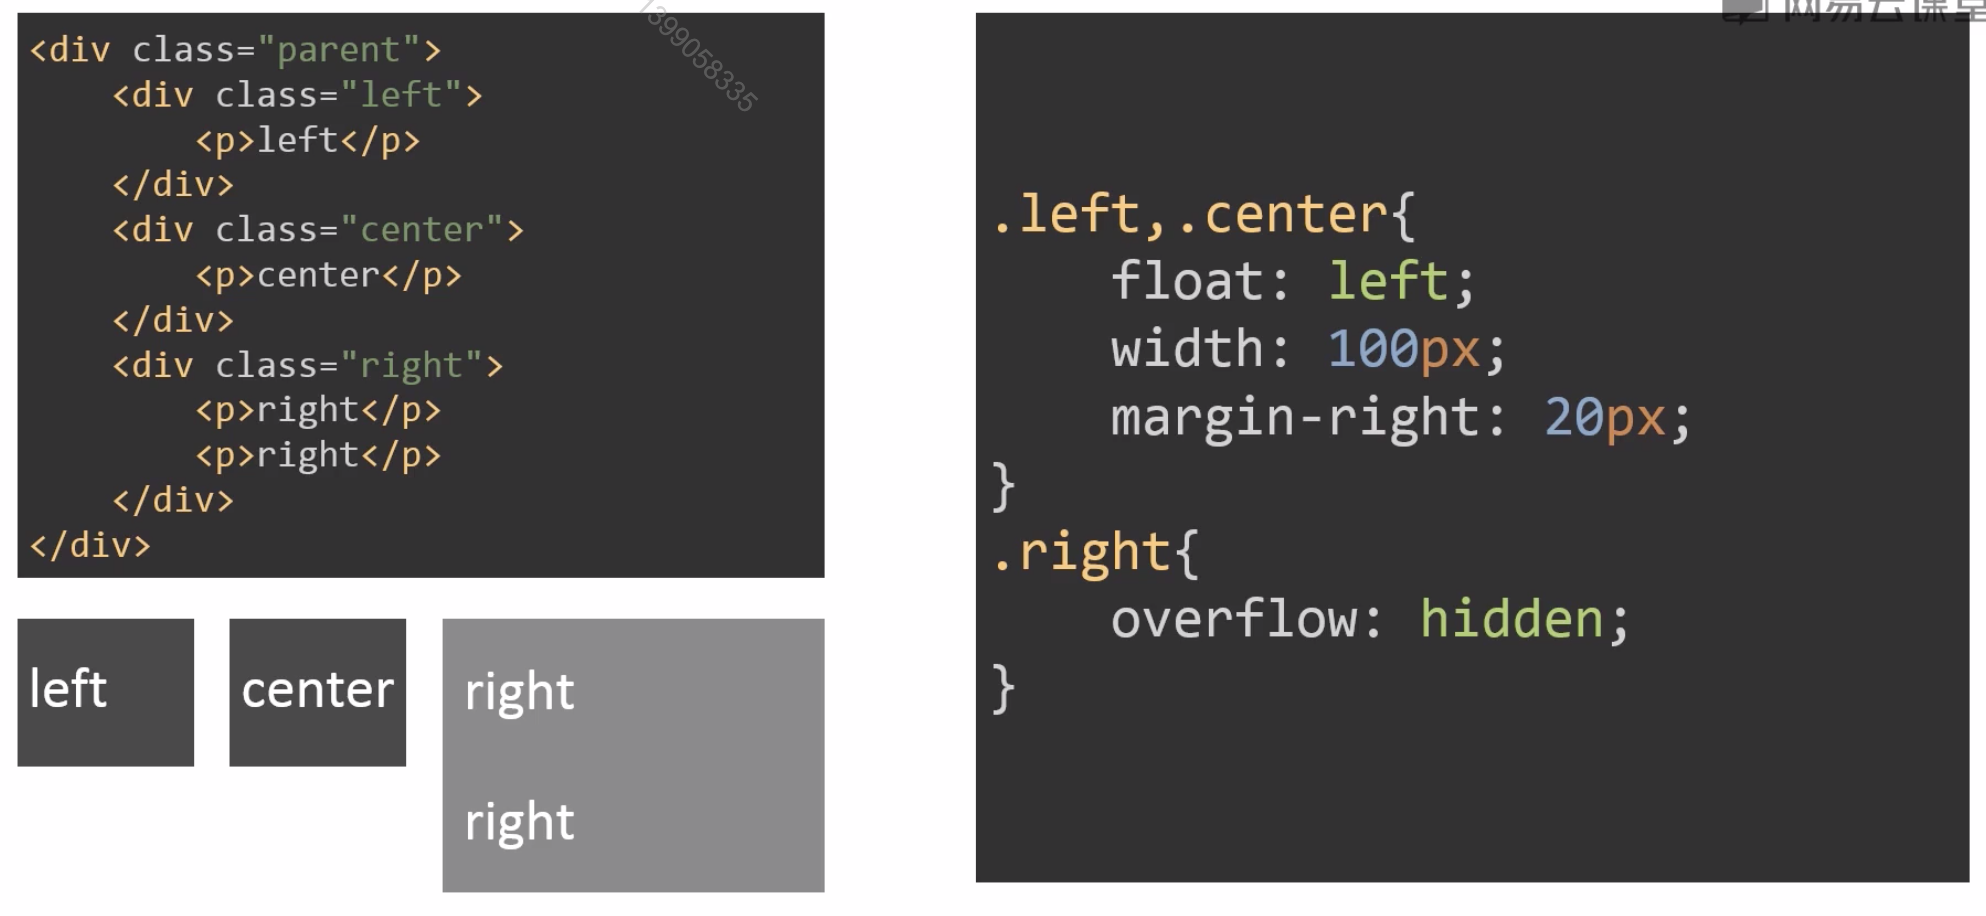 <div class="parent">
    <div class="left">
        <p>left</p>
    </div>
    <div class="center">
        <p>center</p>
    </div>
    <div class="right">
        <p>right</p>
        <p>right</p>
    </div>
</div>
left
center
right
right
1399058335
网易云课堂
.left,.center{
    float: left;
    width: 100px;
    margin-right: 20px;
}
.right{
    overflow: hidden;
}